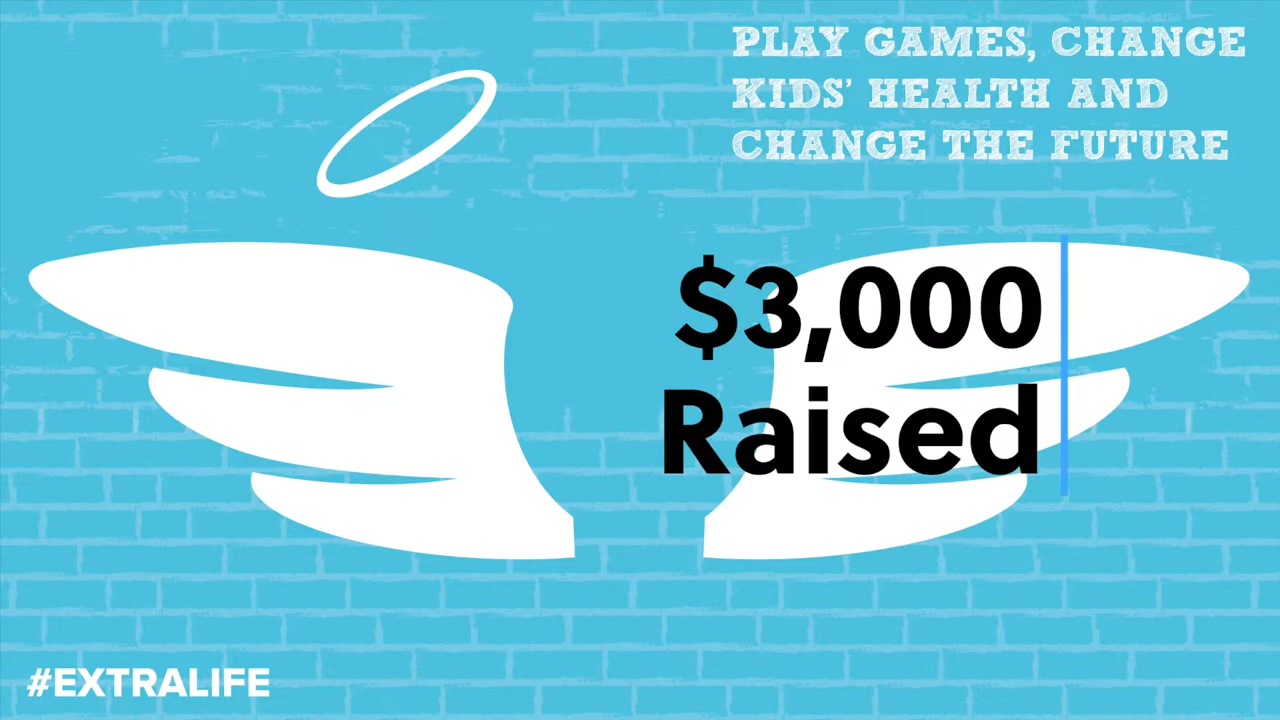 PLAY GAMES, CHANGE
KIDS' HEALTH AND
CHANGE THE FUTURE
$3,000
Raised
#EXTRALIFE